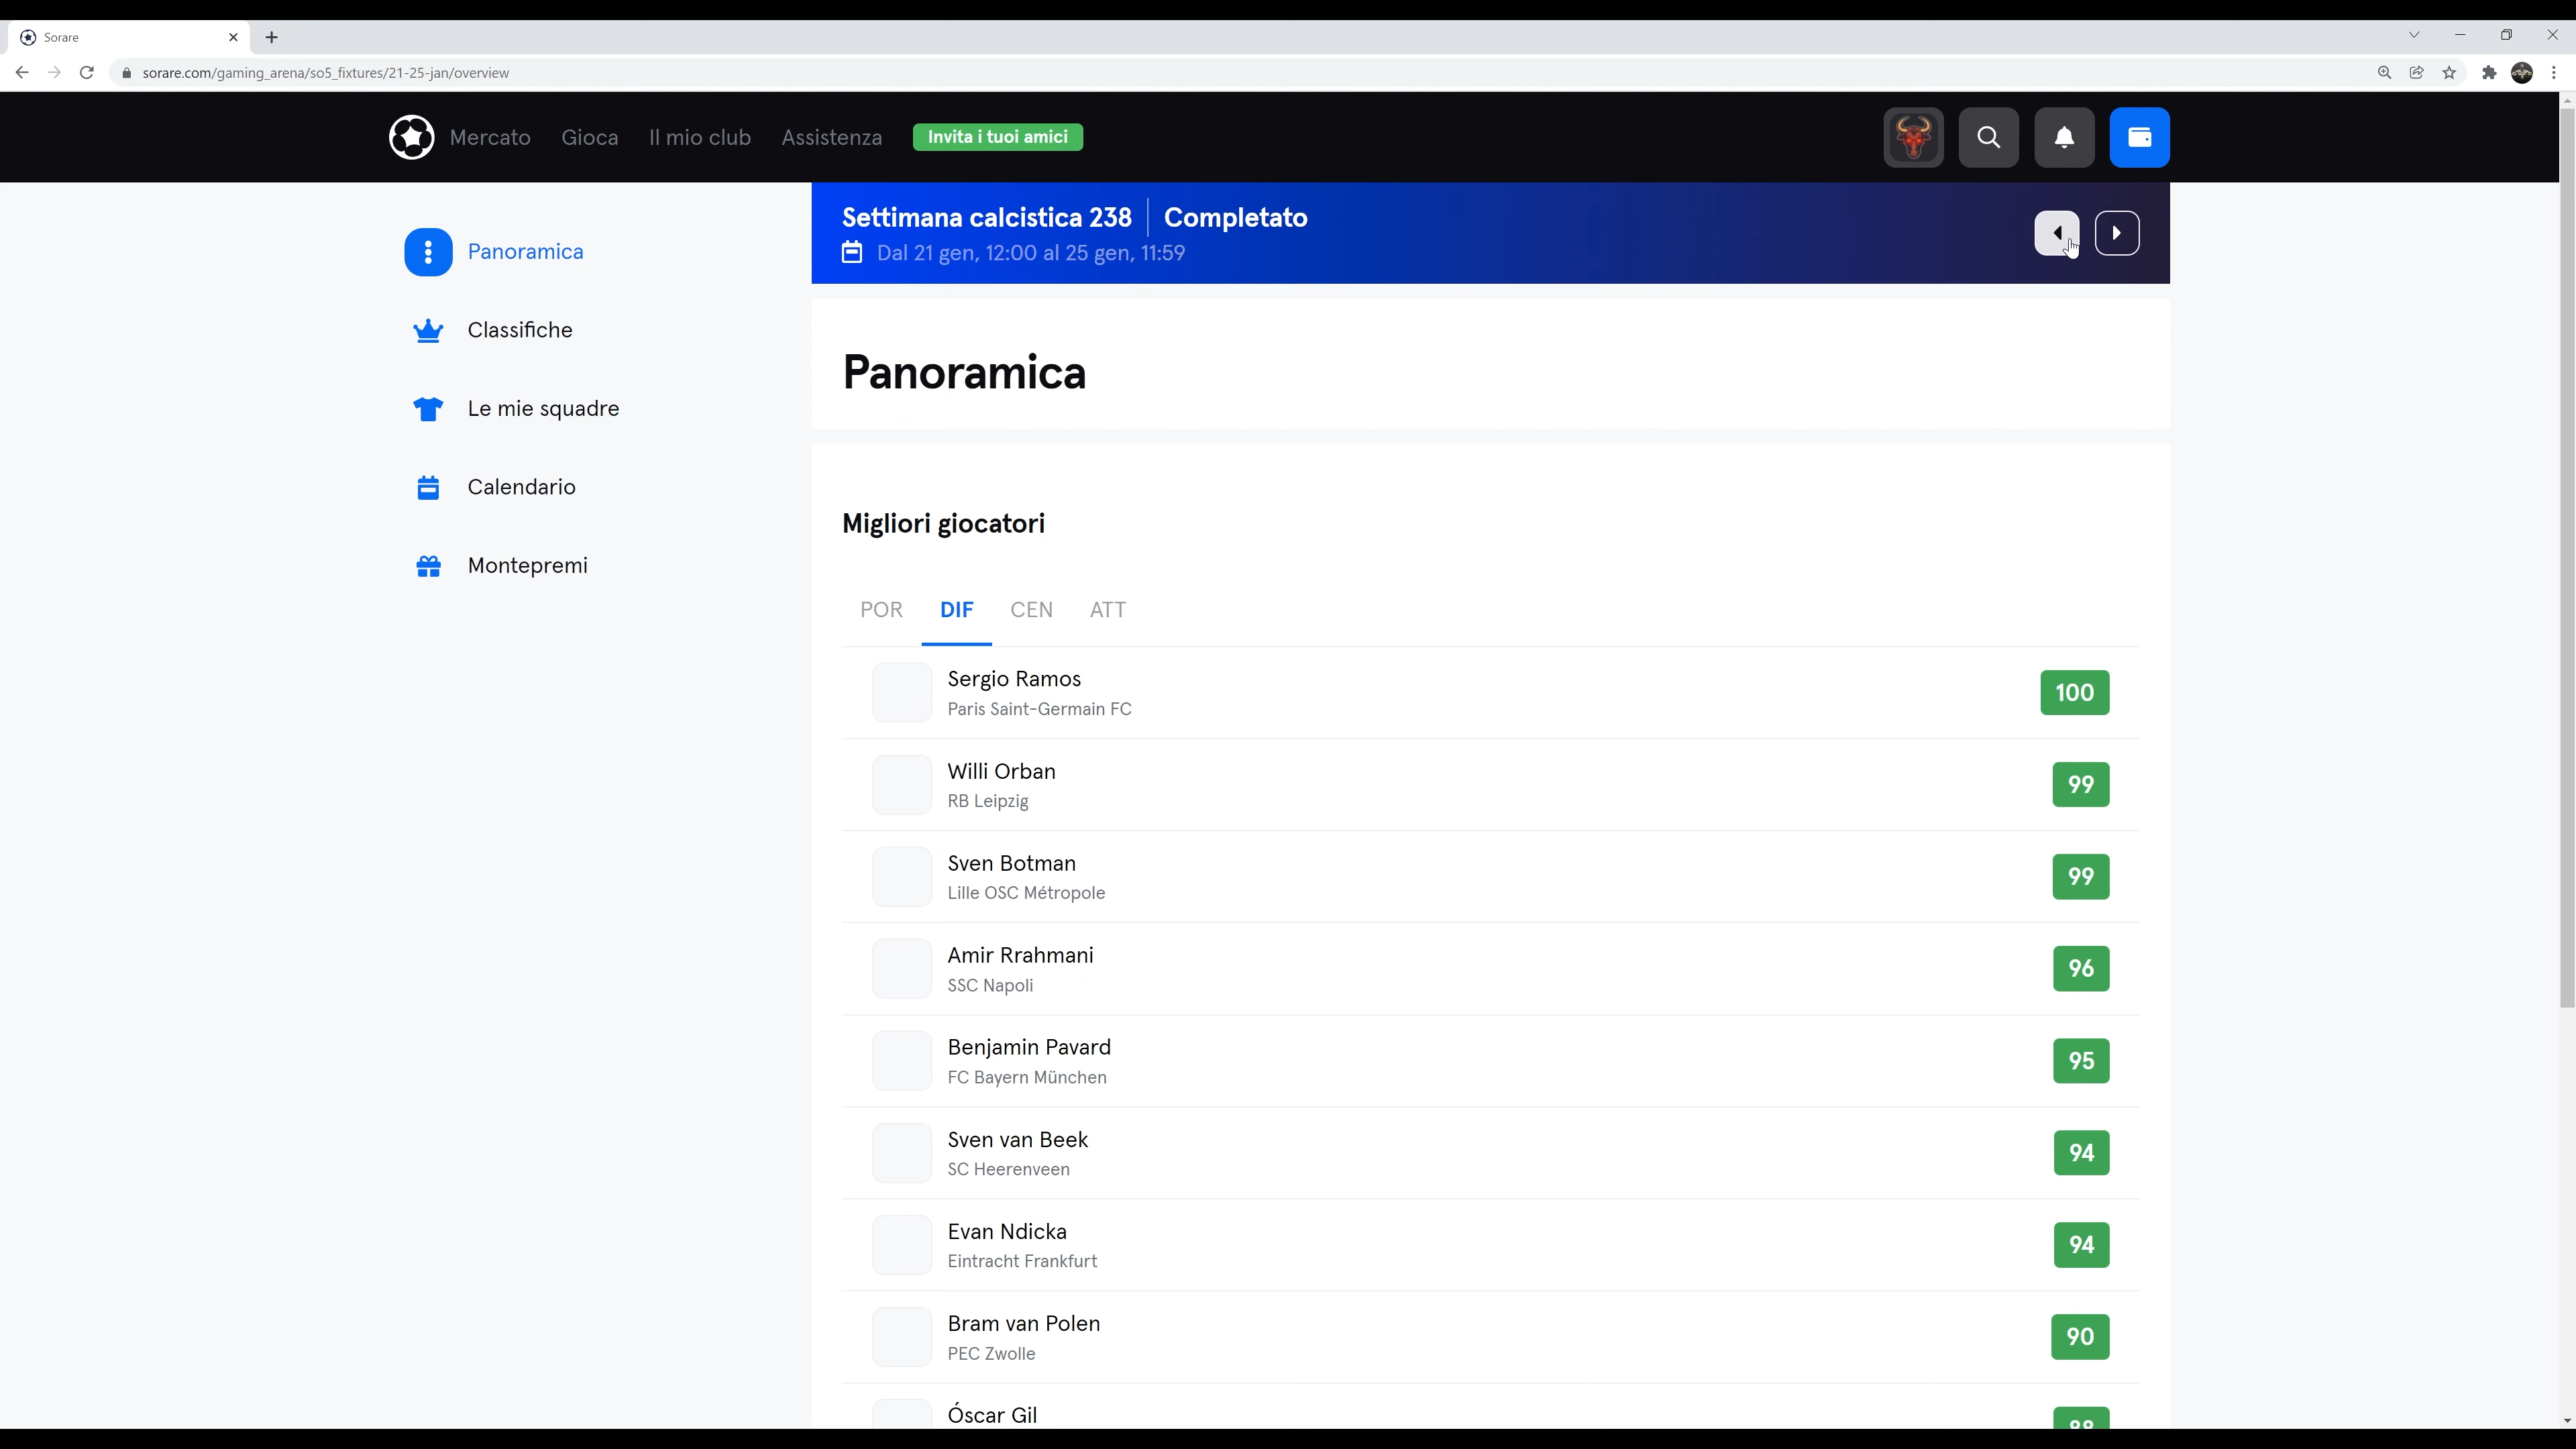 Sorare
sorare.com/gaming_arena/so5_fixtures/21-25-jan/overview
Mercato Gioca Il mio club Assistenza Invita i tuoi amici
Settimana calcistica 238 Completato
Dal 21 gen, 12:00 al 25 gen, 11:59
Panoramica
Classifiche
Le mie squadre
Calendario
Montepremi
Panoramica
Migliori giocatori
POR DIF CEN ATT
Sergio Ramos
Paris Saint-Germain FC
100
Willi Orban
RB Leipzig
99
Sven Botman
Lille OSC Métropole
99
Amir Rrahmani
SSC Napoli
96
Benjamin Pavard
FC Bayern München
95
Sven van Beek
SC Heerenveen
94
Evan Ndicka
Eintracht Frankfurt
94
Bram van Polen
PEC Zwolle
90
Óscar Gil